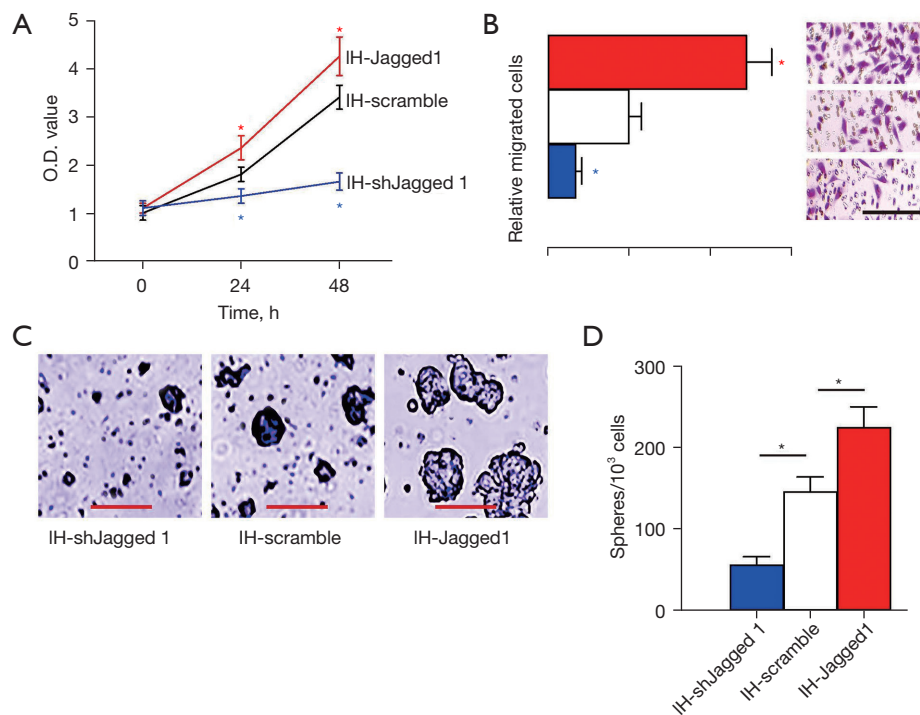 A
5
4
3
2
1
0
O.D. value
0
24
48
Time, h
*
*
*
*
IH-Jagged1
IH-scramble
IH-shJagged 1
B
Relative migrated cells
*
*
C
IH-shJagged 1
IH-scramble
IH-Jagged1
D
300
200
100
0
Spheres/10³ cells
*
*
IH-shJagged 1
IH-scramble
IH-Jagged1